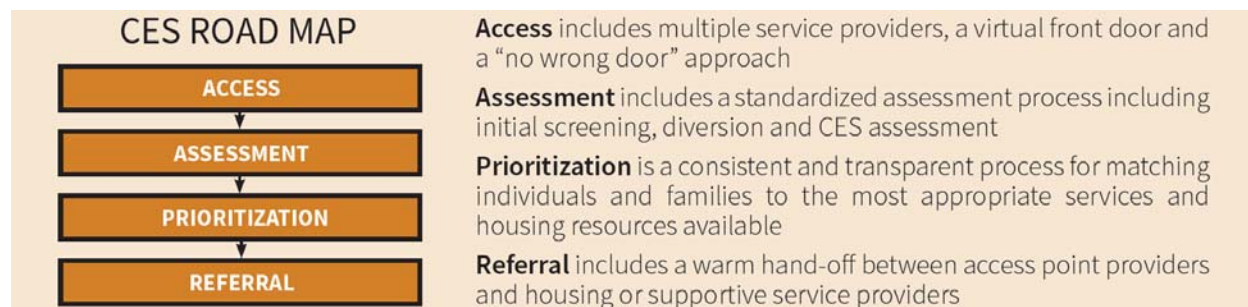 CES ROAD MAP
ACCESS
ASSESSMENT
PRIORITIZATION
REFERRAL
Access includes multiple service providers, a virtual front door and
a “no wrong door” approach
Assessment includes a standardized assessment process including
initial screening, diversion and CES assessment
Prioritization is a consistent and transparent process for matching
individuals and families to the most appropriate services and
housing resources available
Referral includes a warm hand-off between access point providers
and housing or supportive service providers